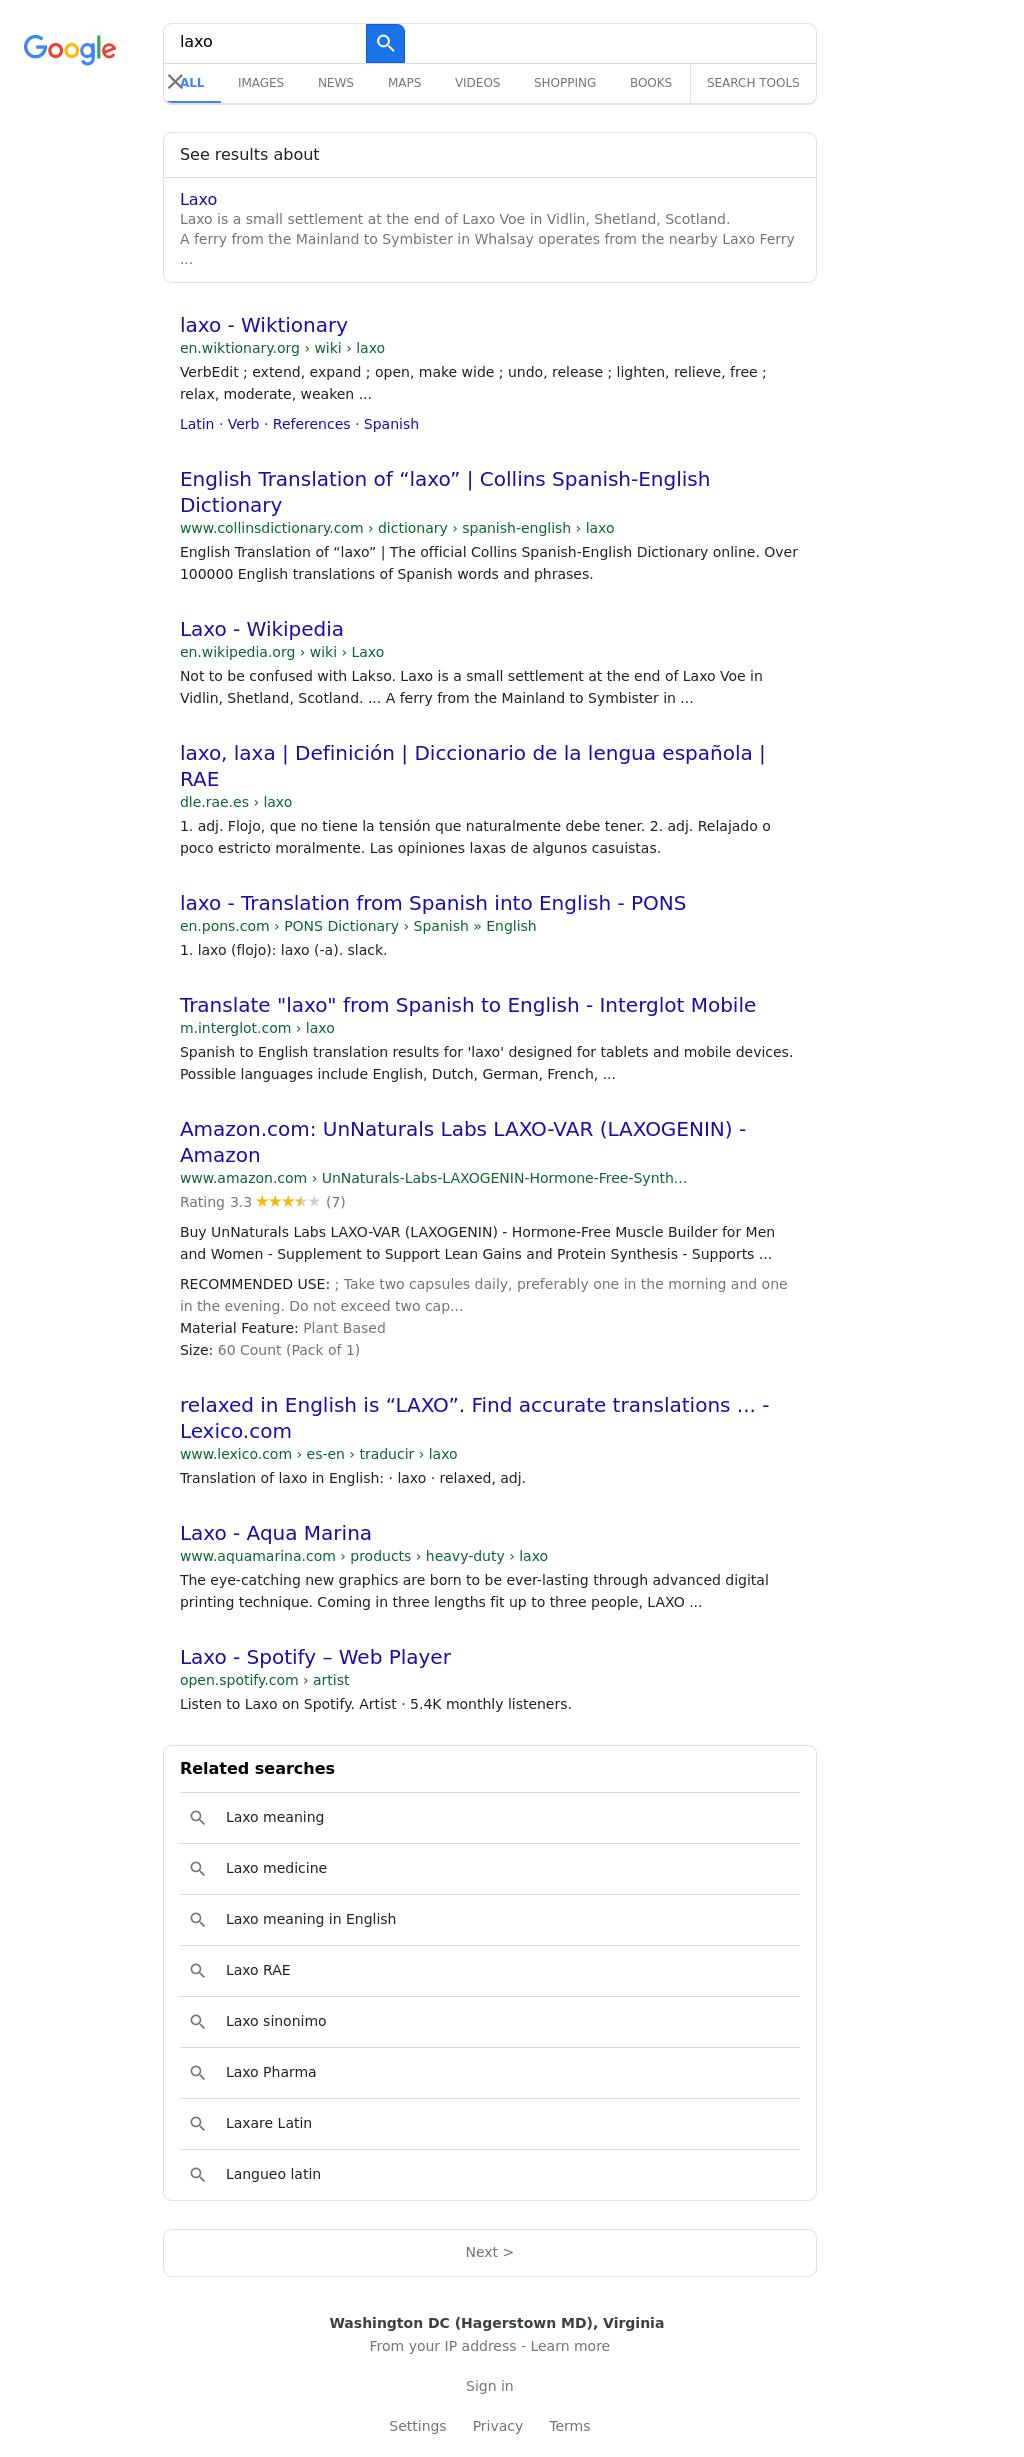 Google
laxo
ALL IMAGES NEWS MAPS VIDEOS SHOPPING BOOKS SEARCH TOOLS
See results about
Laxo
Laxo is a small settlement at the end of Laxo Voe in Vidlin, Shetland, Scotland.
A ferry from the Mainland to Symbister in Whalsay operates from the nearby Laxo Ferry
...
laxo - Wiktionary
en.wiktionary.org › wiki › laxo
VerbEdit ; extend, expand ; open, make wide ; undo, release ; lighten, relieve, free ;
relax, moderate, weaken ...
Latin · Verb · References · Spanish
English Translation of “laxo” | Collins Spanish-English
Dictionary
www.collinsdictionary.com › dictionary › spanish-english › laxo
English Translation of “laxo” | The official Collins Spanish-English Dictionary online. Over
100000 English translations of Spanish words and phrases.
Laxo - Wikipedia
en.wikipedia.org › wiki › Laxo
Not to be confused with Lakso. Laxo is a small settlement at the end of Laxo Voe in
Vidlin, Shetland, Scotland. ... A ferry from the Mainland to Symbister in ...
laxo, laxa | Definición | Diccionario de la lengua española |
RAE
dle.rae.es › laxo
1. adj. Flojo, que no tiene la tensión que naturalmente debe tener. 2. adj. Relajado o
poco estricto moralmente. Las opiniones laxas de algunos casuistas.
laxo - Translation from Spanish into English - PONS
en.pons.com › PONS Dictionary › Spanish » English
1. laxo (flojo): laxo (-a). slack.
Translate "laxo" from Spanish to English - Interglot Mobile
m.interglot.com › laxo
Spanish to English translation results for 'laxo' designed for tablets and mobile devices.
Possible languages include English, Dutch, German, French, ...
Amazon.com: UnNaturals Labs LAXO-VAR (LAXOGENIN) -
Amazon
www.amazon.com › UnNaturals-Labs-LAXOGENIN-Hormone-Free-Synth...
Rating 3.3 (7)
Buy UnNaturals Labs LAXO-VAR (LAXOGENIN) - Hormone-Free Muscle Builder for Men
and Women - Supplement to Support Lean Gains and Protein Synthesis - Supports ...
RECOMMENDED USE: ; Take two capsules daily, preferably one in the morning and one
in the evening. Do not exceed two cap...
Material Feature: Plant Based
Size: 60 Count (Pack of 1)
relaxed in English is “LAXO”. Find accurate translations ... -
Lexico.com
www.lexico.com › es-en › traducir › laxo
Translation of laxo in English: · laxo · relaxed, adj.
Laxo - Aqua Marina
www.aquamarina.com › products › heavy-duty › laxo
The eye-catching new graphics are born to be ever-lasting through advanced digital
printing technique. Coming in three lengths fit up to three people, LAXO ...
Laxo - Spotify – Web Player
open.spotify.com › artist
Listen to Laxo on Spotify. Artist · 5.4K monthly listeners.
Related searches
Laxo meaning
Laxo medicine
Laxo meaning in English
Laxo RAE
Laxo sinonimo
Laxo Pharma
Laxare Latin
Langueo latin
Next >
Washington DC (Hagerstown MD), Virginia
From your IP address - Learn more
Sign in
Settings Privacy Terms